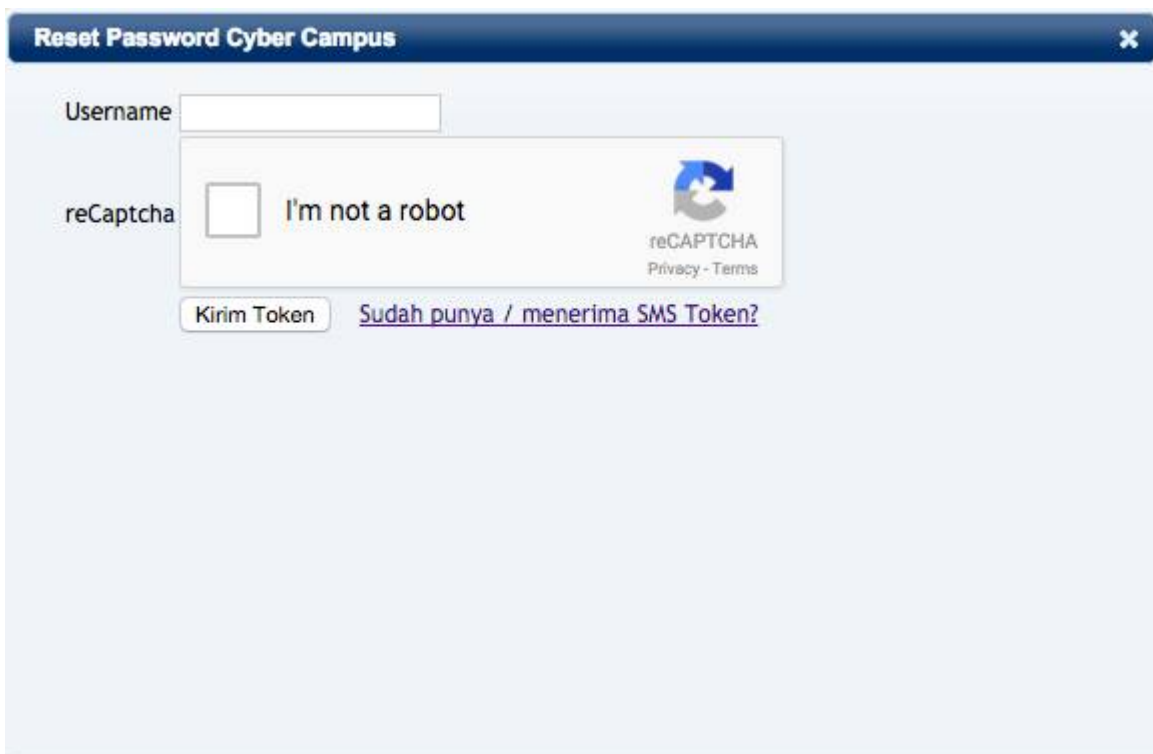 Reset Password Cyber Campus
Username
reCaptcha
I'm not a robot
reCAPTCHA
Privacy - Terms
Kirim Token
Sudah punya / menerima SMS Token?